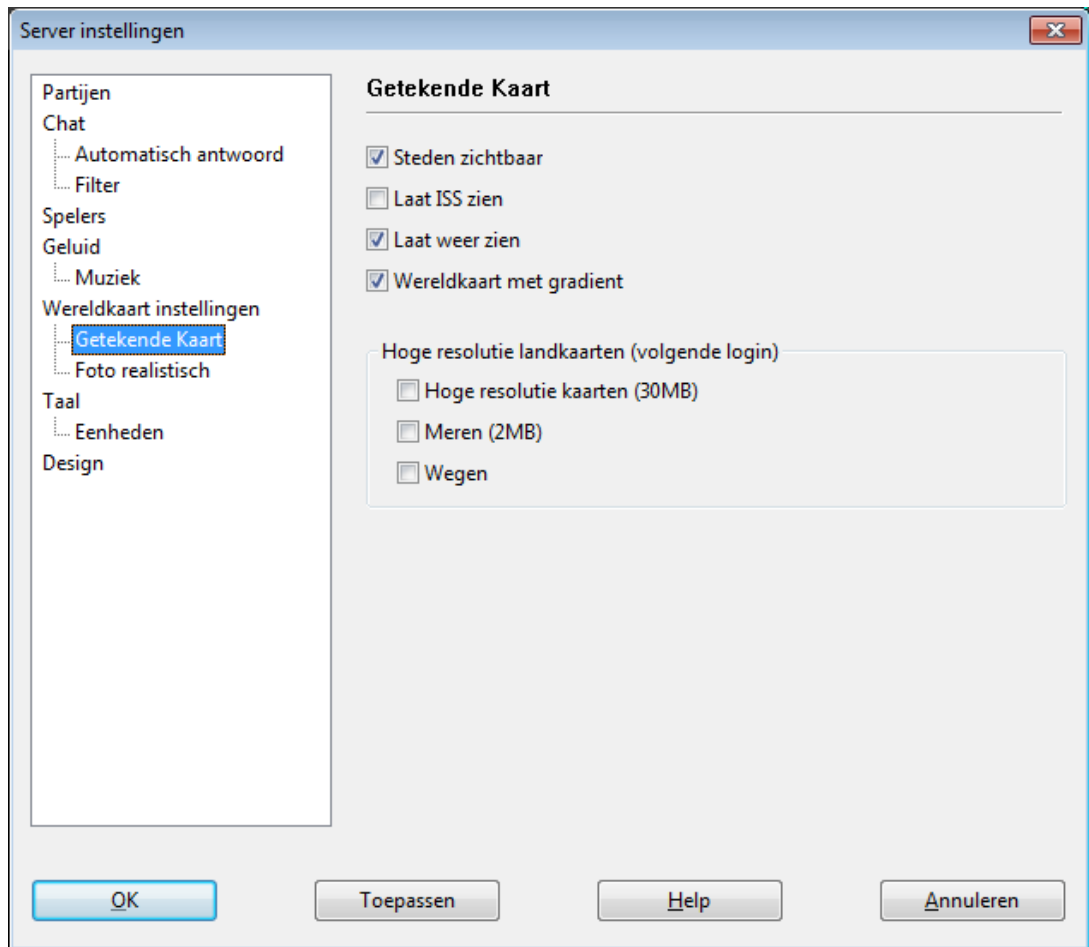 Server instellingen
Partijen
Chat
Automatisch antwoord
Filter
Spelers
Geluid
Muziek
Wereldkaart instellingen
Getekende Kaart
Foto realistisch
Taal
Eenheden
Design
Getekende Kaart
Steden zichtbaar
Laat ISS zien
Laat weer zien
Wereldkaart met gradient
Hoge resolutie landkaarten (volgende login)
Hoge resolutie kaarten (30MB)
Meren (2MB)
Wegen
OK Toepassen Help Annuleren